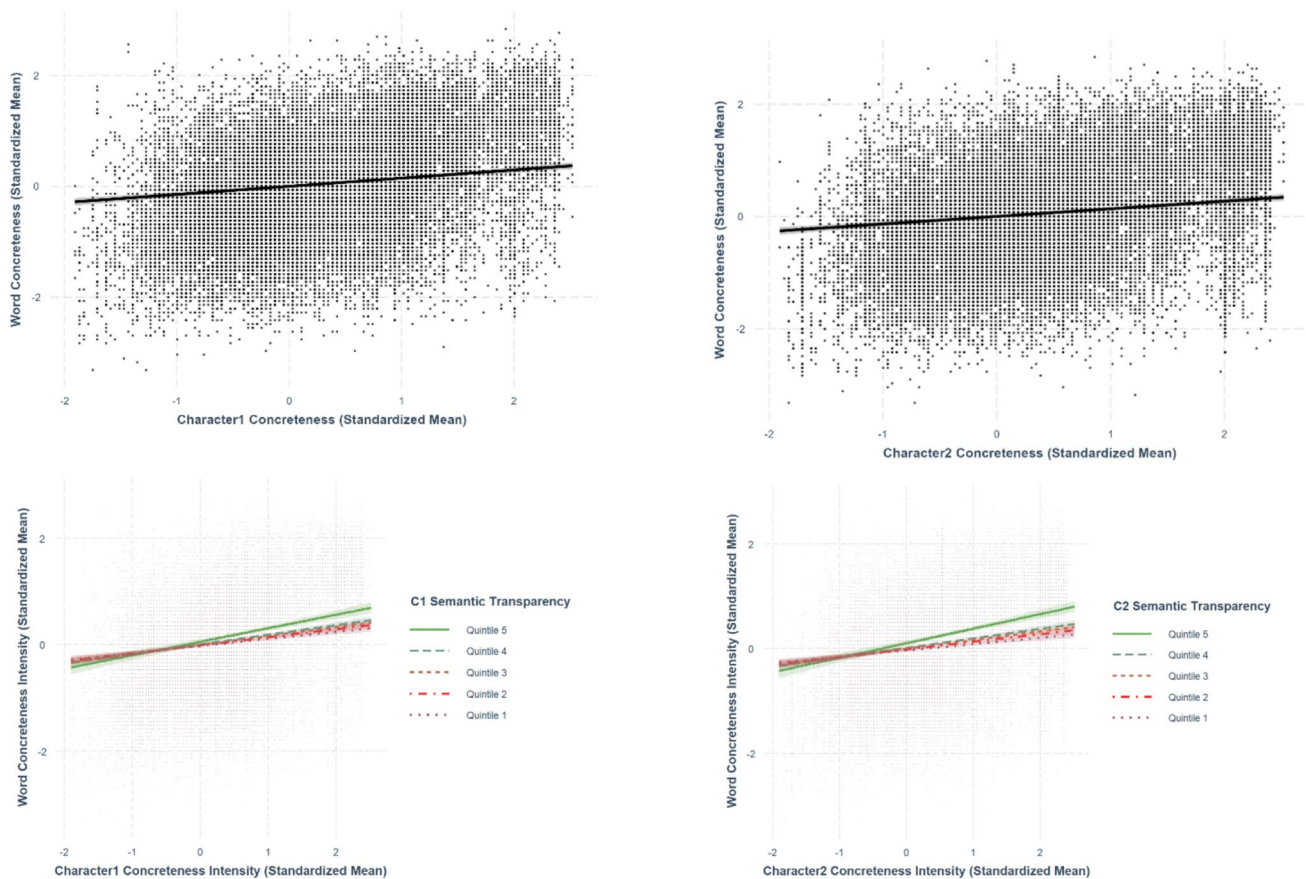 Word Concreteness (Standardized Mean)
2
0
-2
-2
-1
0
1
2
Character1 Concreteness (Standardized Mean)
Word Concreteness (Standardized Mean)
2
0
-2
-2
-1
0
1
2
Character2 Concreteness (Standardized Mean)
Word Concreteness Intensity (Standardized Mean)
2
0
-2
-2
-1
0
1
2
Character1 Concreteness Intensity (Standardized Mean)
C1 Semantic Transparency
Quintile 5
Quintile 4
Quintile 3
Quintile 2
Quintile 1
Word Concreteness Intensity (Standardized Mean)
2
0
-2
-2
-1
0
1
2
Character2 Concreteness Intensity (Standardized Mean)
C2 Semantic Transparency
Quintile 5
Quintile 4
Quintile 3
Quintile 2
Quintile 1